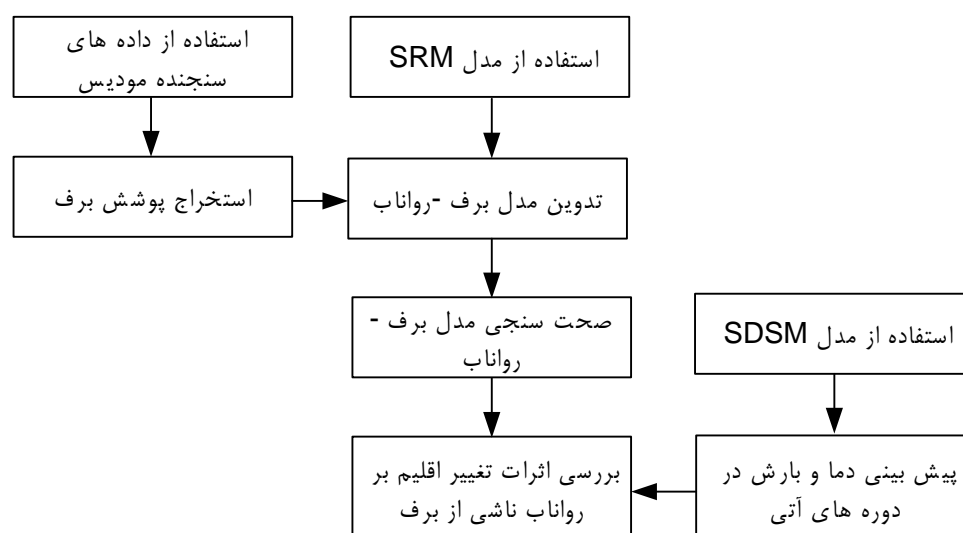 استفاده از داده های
سنجنده مودیس
استفاده از مدل SRM
استخراج پوشش برف
تدوین مدل برف -رواناب
صحت سنجی مدل برف -
رواناب
استفاده از مدل SDSM
بررسی اثرات تغییر اقلیم بر
رواناب ناشی از برف
پیش بینی دما و بارش در
دوره های آتی